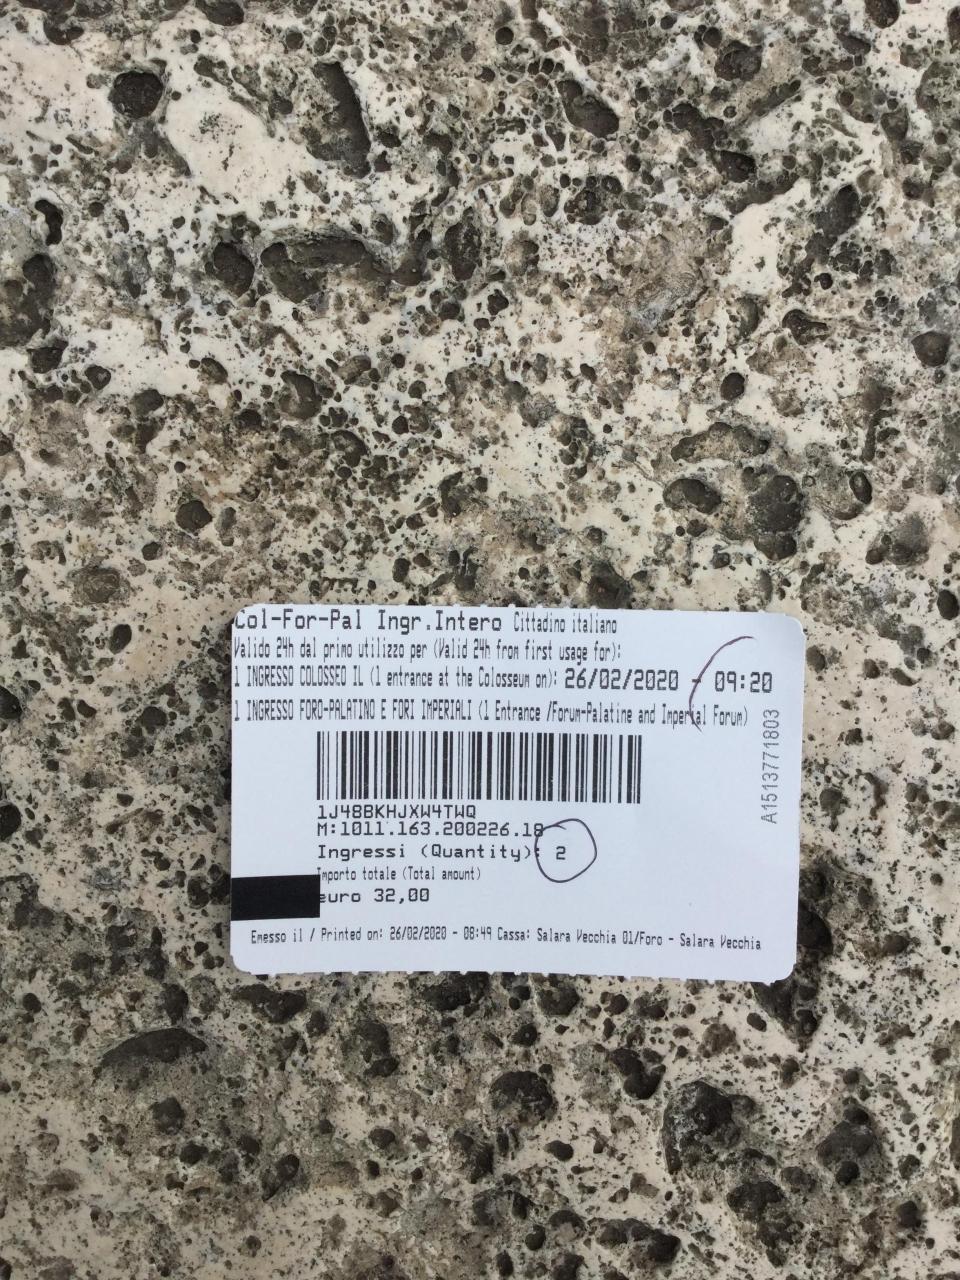 Col-For-Pal Ingr.Intero Cittadino italiano
Valido 24h dal primo utilizzo per (Valid 24h from first usage for):
1 INGRESSO COLOSSEO IL (1 entrance at the Colosseum on): 26/02/2020 - 09:20
1 INGRESSO FORO-PALATINO E FORI IMPERIALI (1 Entrance /Forum-Palatine and Imperial Forum)
1J48BKHJXW4TWQ
M:1011.163.200226.18
Ingressi (Quantity): 2
Importo totale (Total amount)
euro 32,00
Emesso il / Printed on: 26/02/2020 - 08:49 Cassa: Salara Vecchia 01/Foro - Salara Vecchia
A1513771803